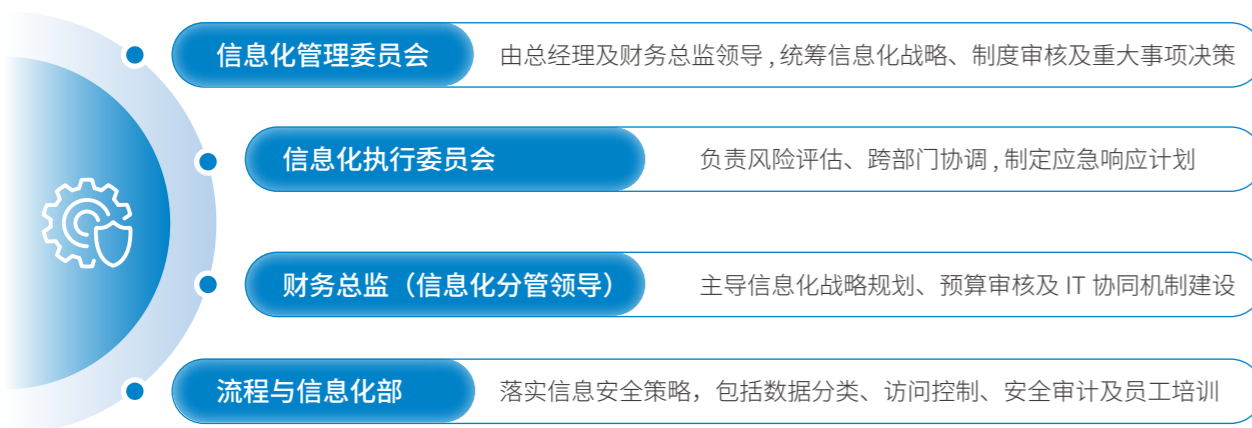 信息化管理委员会 由总经理及财务总监领导 , 统筹信息化战略、制度审核及重大事项决策
信息化执行委员会 负责风险评估、跨部门协调 , 制定应急响应计划
财务总监（信息化分管领导） 主导信息化战略规划、预算审核及 IT 协同机制建设
流程与信息化部 落实信息安全策略，包括数据分类、访问控制、安全审计及员工培训